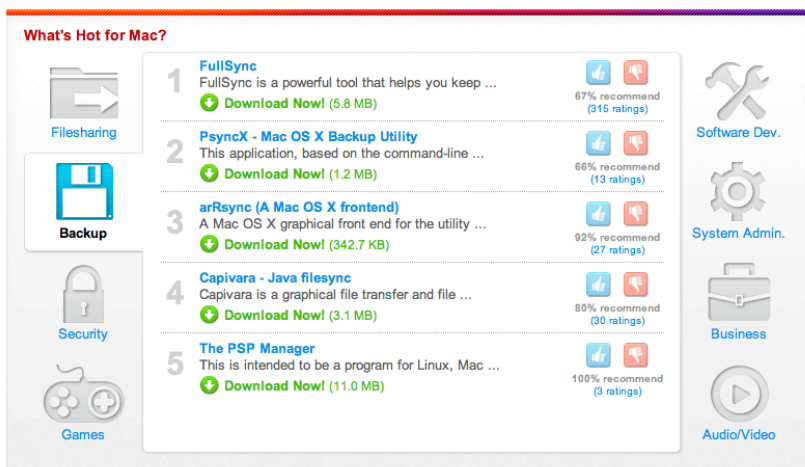 What's Hot for Mac?
Filesharing
Backup
Security
Games
1
FullSync
FullSync is a powerful tool that helps you keep ...
Download Now! (5.8 MB)
67% recommend
(315 ratings)
2
PsyncX - Mac OS X Backup Utility
This application, based on the command-line ...
Download Now! (1.2 MB)
66% recommend
(13 ratings)
3
arRsync (A Mac OS X frontend)
A Mac OS X graphical front end for the utility ...
Download Now! (342.7 KB)
92% recommend
(27 ratings)
4
Capivara - Java filesync
Capivara is a graphical file transfer and file ...
Download Now! (3.1 MB)
80% recommend
(30 ratings)
5
The PSP Manager
This is intended to be a program for Linux, Mac ...
Download Now! (11.0 MB)
100% recommend
(3 ratings)
Software Dev.
System Admin.
Business
Audio/Video